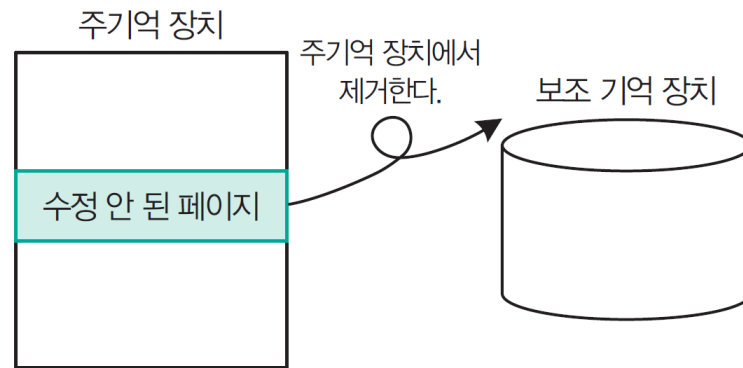 주기억 장치
주기억 장치에서
제거한다.
보조 기억 장치
수정 안 된 페이지